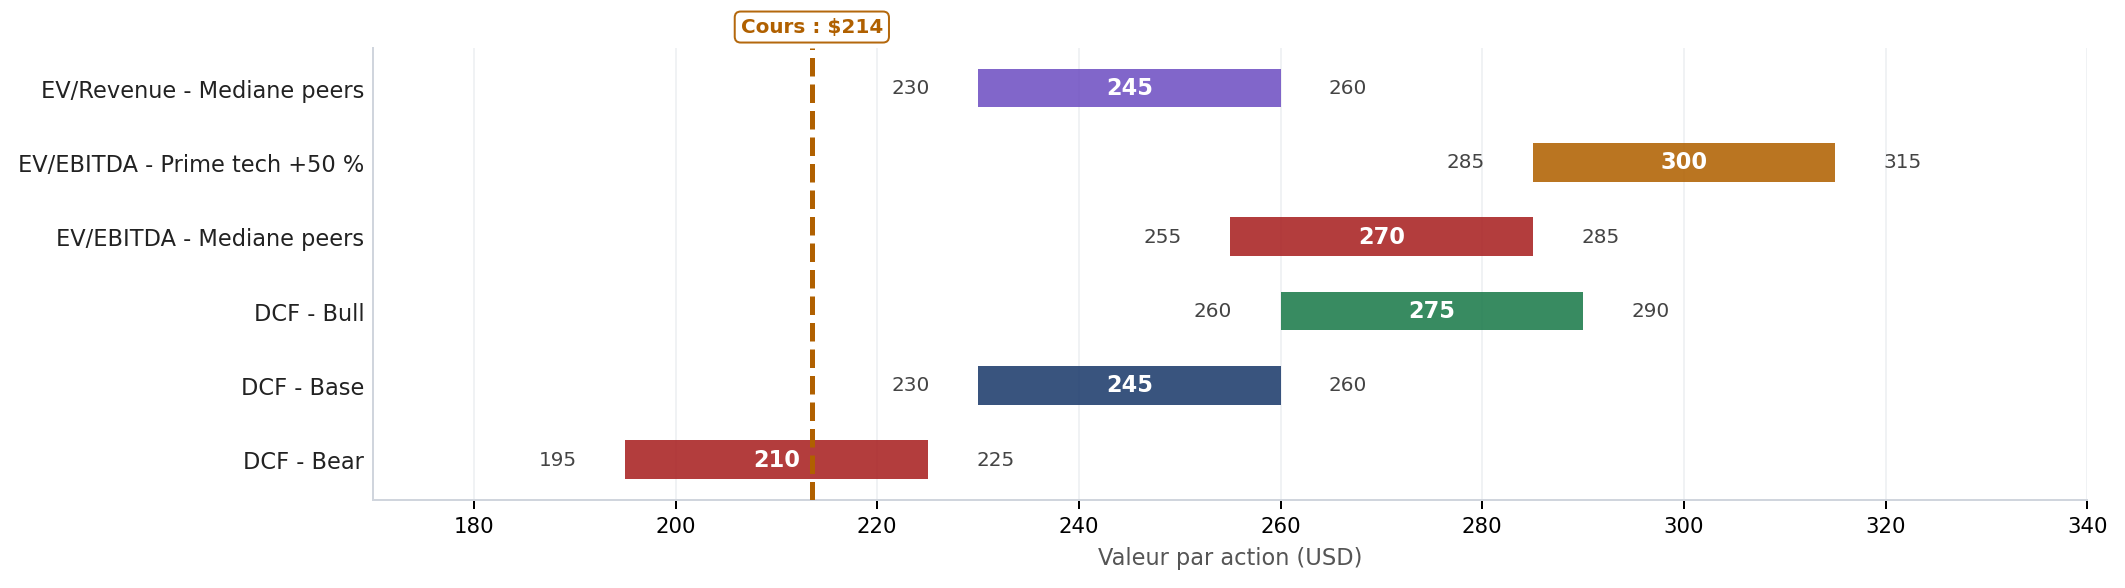 Cours : $214
EV/Revenue - Mediane peers 230 245 260
EV/EBITDA - Prime tech +50 % 285 300 315
EV/EBITDA - Mediane peers 255 270 285
DCF - Bull 260 275 290
DCF - Base 230 245 260
DCF - Bear 195 210 225
180 200 220 240 260 280 300 320 340
Valeur par action (USD)